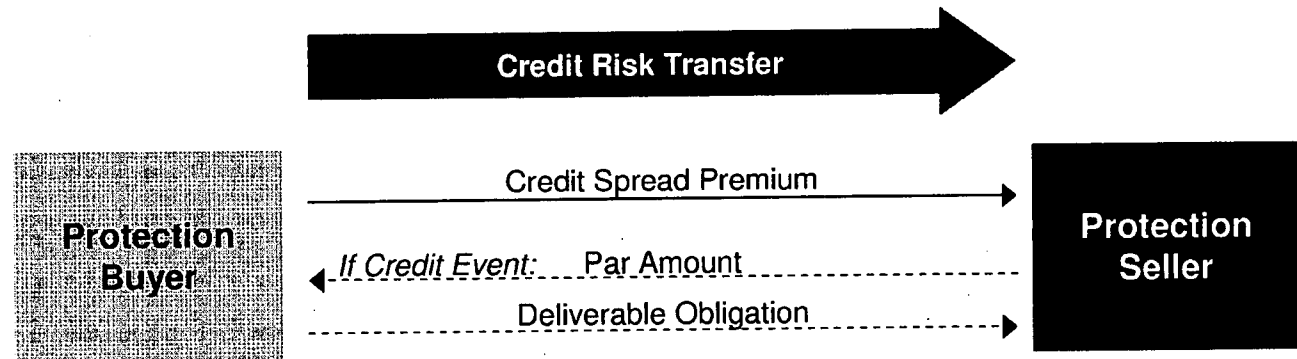 Credit Risk Transfer
Credit Spread Premium
Protection
Buyer
If Credit Event: Par Amount
Deliverable Obligation
Protection
Seller